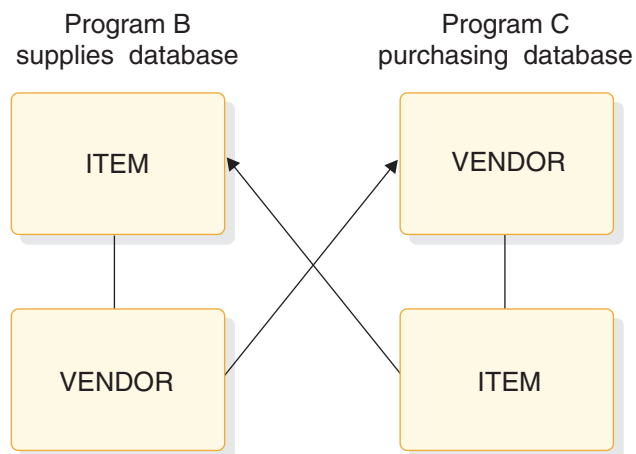 Program B
supplies database
Program C
purchasing database
ITEM
VENDOR
VENDOR
ITEM